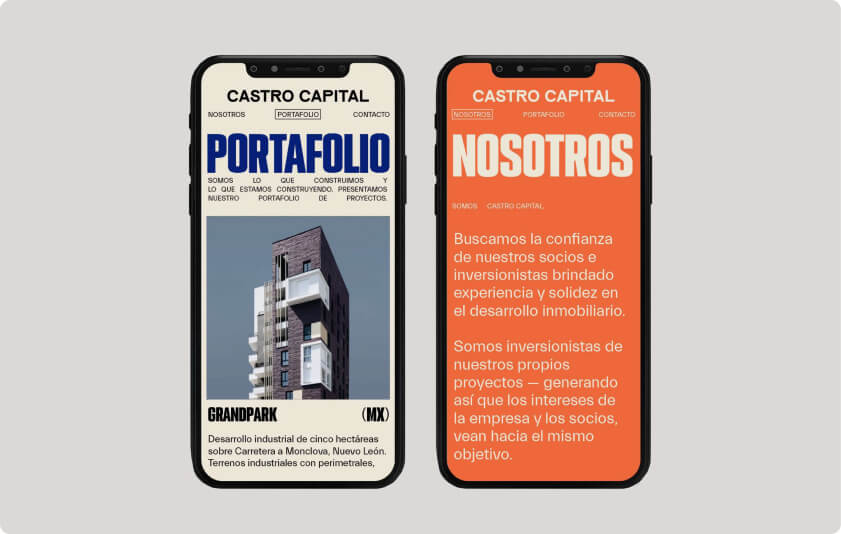 CASTRO CAPITAL
NOSOTROS PORTAFOLIO CONTACTO
PORTAFOLIO
SOMOS LO QUE CONSTRUIMOS Y
LO QUE ESTAMOS CONSTRUYENDO. PRESENTAMOS
NUESTRO PORTAFOLIO DE PROYECTOS.
GRANDPARK (MX)
Desarrollo industrial de cinco hectáreas
sobre Carretera a Monclova, Nuevo León.
Terrenos industriales con perimetrales,
CASTRO CAPITAL
NOSOTROS PORTAFOLIO CONTACTO
NOSOTROS
SOMOS CASTRO CAPITAL.
Buscamos la confianza
de nuestros socios e
inversionistas brindado
experiencia y solidez en
el desarrollo inmobiliario.
Somos inversionistas de
nuestros propios
proyectos — generando
así que los intereses de
la empresa y los socios,
vean hacia el mismo
objetivo.